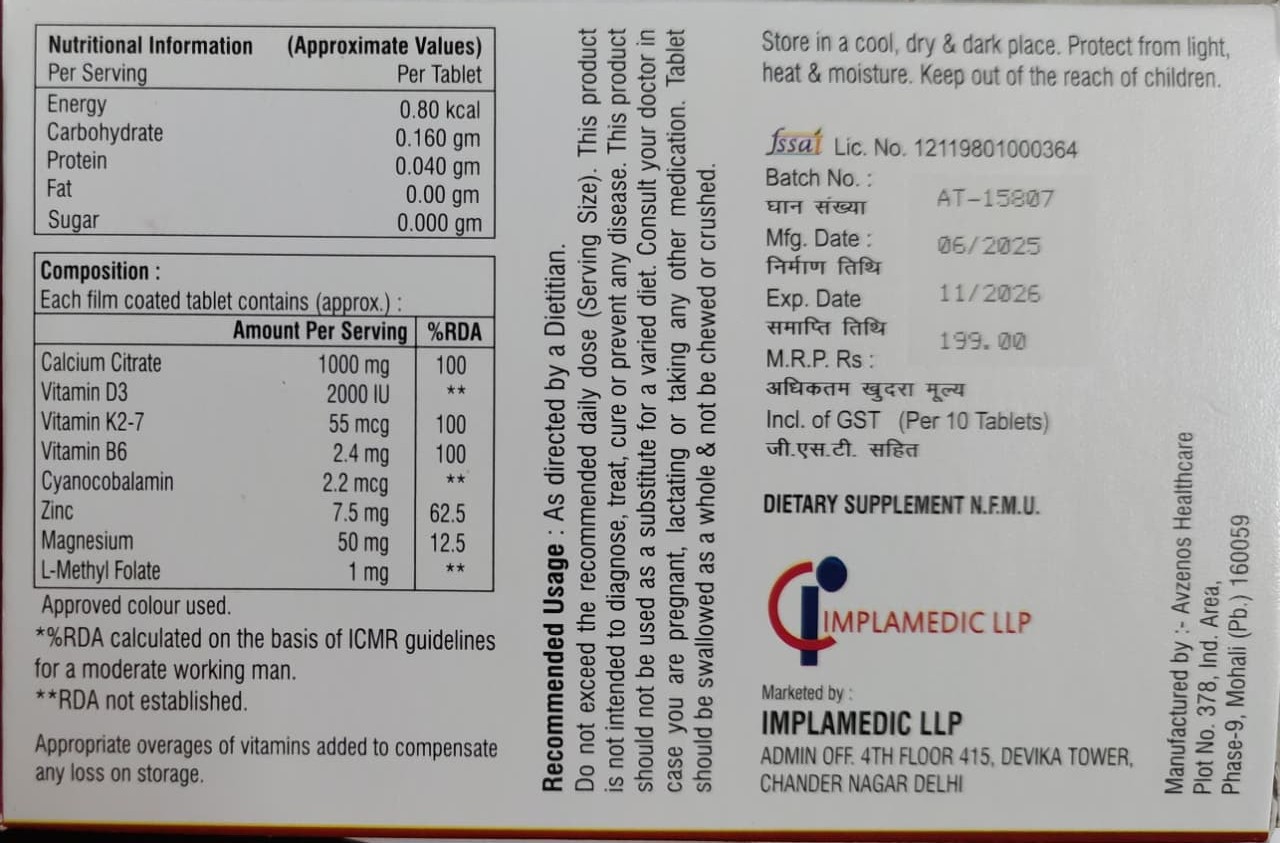 Nutritional Information (Approximate Values)
Per Serving Per Tablet
Energy 0.80 kcal
Carbohydrate 0.160 gm
Protein 0.040 gm
Fat 0.00 gm
Sugar 0.000 gm
Composition :
Each film coated tablet contains (approx.) :
Amount Per Serving %RDA
Calcium Citrate 1000 mg 100
Vitamin D3 2000 IU **
Vitamin K2-7 55 mcg 100
Vitamin B6 2.4 mg 100
Cyanocobalamin 2.2 mcg **
Zinc 7.5 mg 62.5
Magnesium 50 mg 12.5
L-Methyl Folate 1 mg **
Approved colour used.
*%RDA calculated on the basis of ICMR guidelines
for a moderate working man.
**RDA not established.
Appropriate overages of vitamins added to compensate
any loss on storage.
Recommended Usage : As directed by a Dietitian.
Do not exceed the recommended daily dose (Serving Size). This product
is not intended to diagnose, treat, cure or prevent any disease. This product
should not be used as a substitute for a varied diet. Consult your doctor in
case you are pregnant, lactating or taking any other medication. Tablet
should be swallowed as a whole & not be chewed or crushed.
Store in a cool, dry & dark place. Protect from light,
heat & moisture. Keep out of the reach of children.
fssai Lic. No. 12119801000364
Batch No. : AT-15807
घान संख्या
Mfg. Date : 06/2025
निर्माण तिथि
Exp. Date 11/2026
समाप्ति तिथि
M.R.P. Rs : 199.00
अधिकतम खुदरा मूल्य
Incl. of GST (Per 10 Tablets)
जी.एस.टी. सहित
DIETARY SUPPLEMENT N.F.M.U.
IMPLAMEDIC LLP
Marketed by :
IMPLAMEDIC LLP
ADMIN OFF. 4TH FLOOR 415, DEVIKA TOWER,
CHANDER NAGAR DELHI
Manufactured by :- Avzenos Healthcare
Plot No. 378, Ind. Area,
Phase-9, Mohali (Pb.) 160059